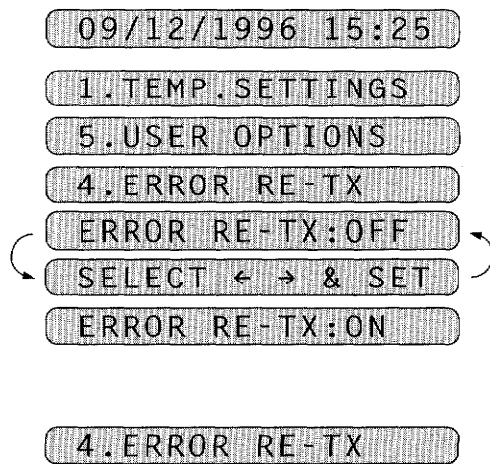 09/12/1996 15:25
1.TEMP.SETTINGS
5.USER OPTIONS
4.ERROR RE-TX
ERROR RE-TX:OFF
SELECT ← → & SET
ERROR RE-TX:ON
4.ERROR RE-TX